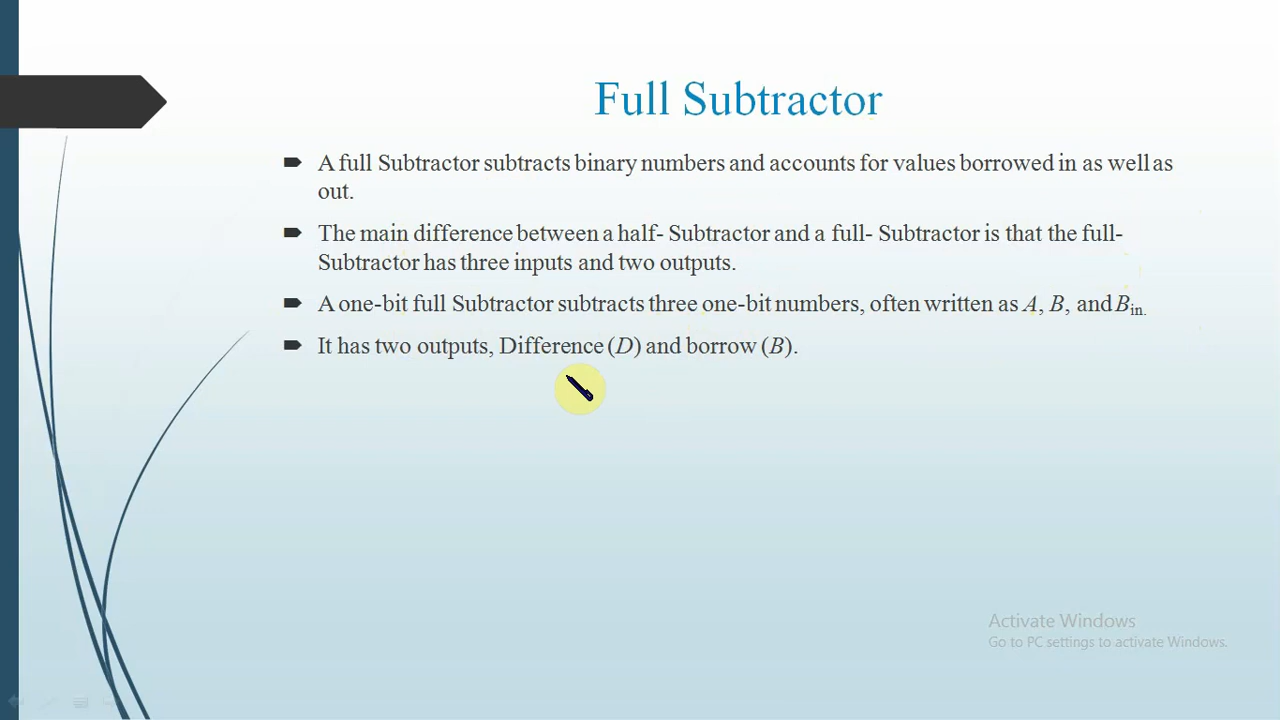 Full Subtractor
A full Subtractor subtracts binary numbers and accounts for values borrowed in as well as
out.
The main difference between a half- Subtractor and a full- Subtractor is that the full-
Subtractor has three inputs and two outputs.
A one-bit full Subtractor subtracts three one-bit numbers, often written as A, B, and Bin.
It has two outputs, Difference (D) and borrow (B).
Activate Windows
Go to PC settings to activate Windows.